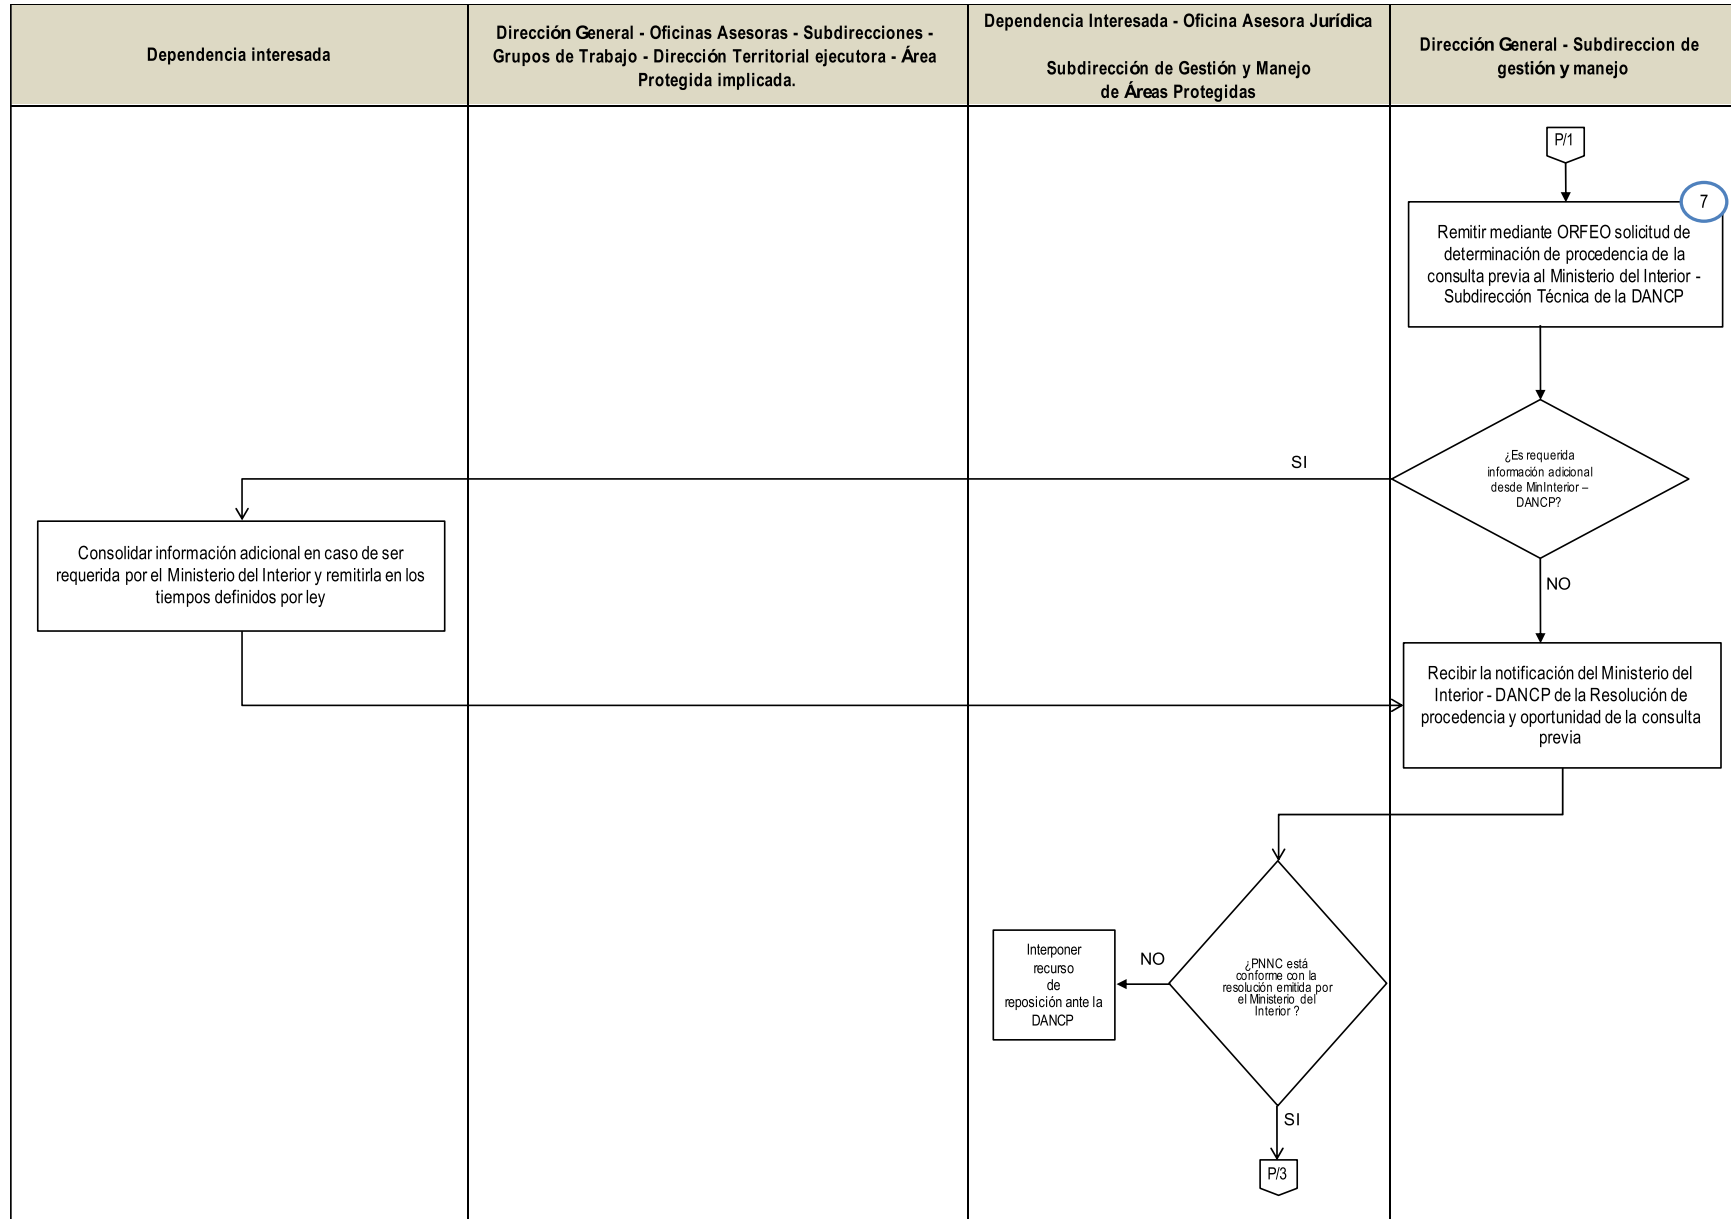 Dependencia interesada
Dirección General - Oficinas Asesoras - Subdirecciones -
Grupos de Trabajo - Dirección Territorial ejecutora - Área
Protegida implicada.
Dependencia Interesada - Oficina Asesora Jurídica
Subdirección de Gestión y Manejo
de Áreas Protegidas
Dirección General - Subdireccion de
gestión y manejo
P/1
7
Remitir mediante ORFEO solicitud de
determinación de procedencia de la
consulta previa al Ministerio del Interior -
Subdirección Técnica de la DANCP
¿Es requerida
información adicional
desde MinInterior –
DANCP?
SI
Consolidar información adicional en caso de ser
requerida por el Ministerio del Interior y remitirla en los
tiempos definidos por ley
NO
Recibir la notificación del Ministerio del
Interior - DANCP de la Resolución de
procedencia y oportunidad de la consulta
previa
¿PNNC está
conforme con la
resolución emitida por
el Ministerio del
Interior ?
NO
Interponer
recurso
de
reposición ante la
DANCP
SI
P/3